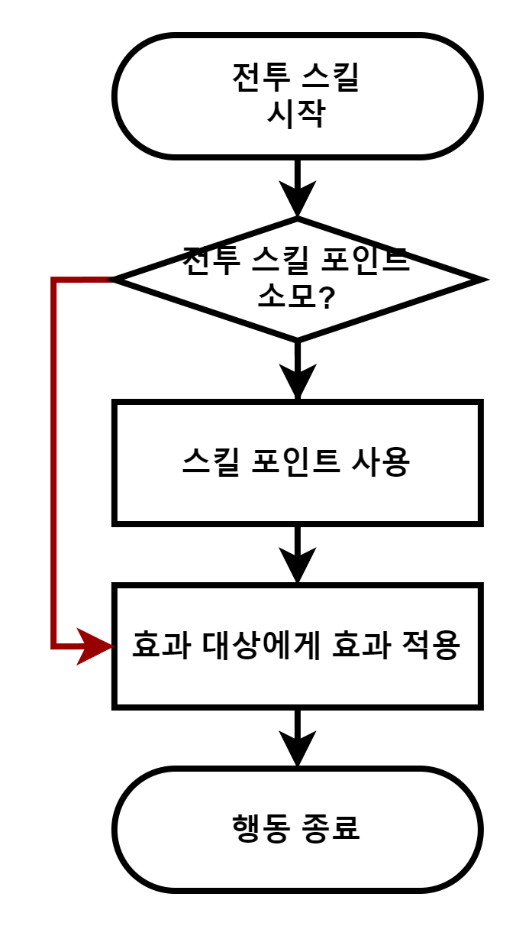 전투 스킬
시작
전투 스킬 포인트
소모?
스킬 포인트 사용
효과 대상에게 효과 적용
행동 종료